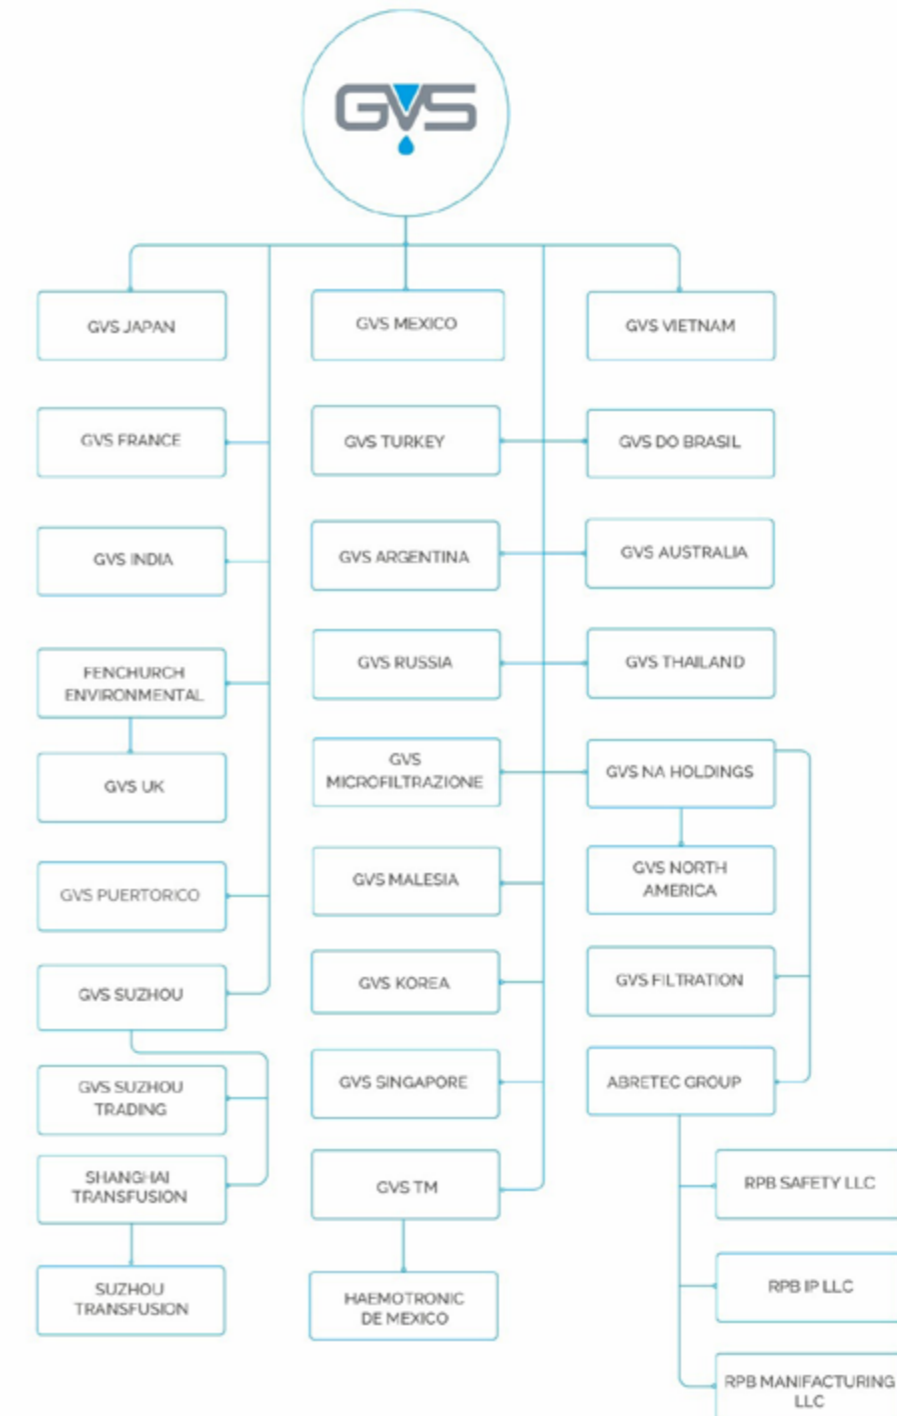 GVS
GVS JAPAN
GVS MEXICO
GVS VIETNAM
GVS FRANCE
GVS TURKEY
GVS DO BRASIL
GVS INDIA
GVS ARGENTINA
GVS AUSTRALIA
FENCHURCH
ENVIRONMENTAL
GVS RUSSIA
GVS THAILAND
GVS UK
GVS
MICROFILTRAZIONE
GVS NA HOLDINGS
GVS PUERTORICO
GVS MALESIA
GVS NORTH
AMERICA
GVS SUZHOU
GVS KOREA
GVS FILTRATION
GVS SUZHOU
TRADING
GVS SINGAPORE
ABRETEC GROUP
SHANGHAI
TRANSFUSION
GVS TM
RPB SAFETY LLC
SUZHOU
TRANSFUSION
HAEMOTRONIC
DE MEXICO
RPB IP LLC
RPB MANIFACTURING
LLC